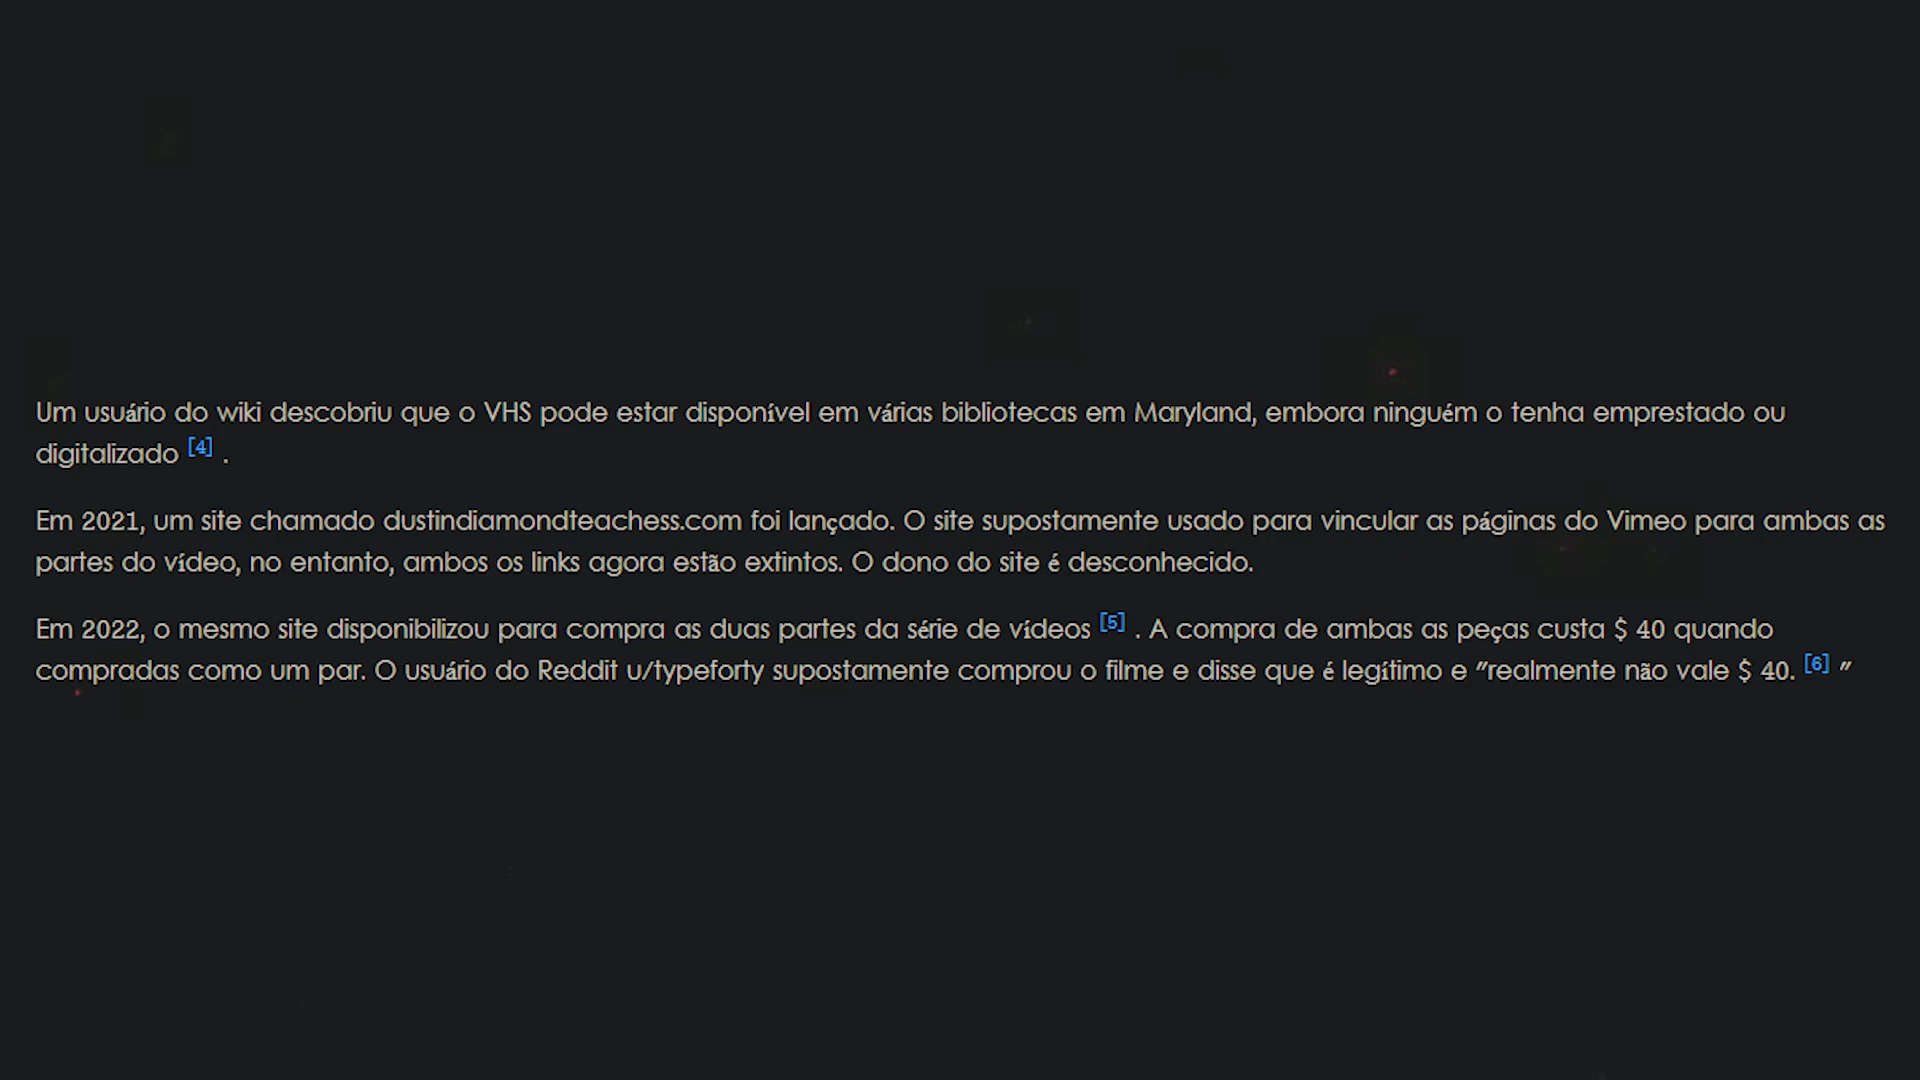 Um usuário do wiki descobriu que o VHS pode estar disponível em várias bibliotecas em Maryland, embora ninguém o tenha emprestado ou
digitalizado [4] .
Em 2021, um site chamado dustindiamondteachess.com foi lançado. O site supostamente usado para vincular as páginas do Vimeo para ambas as
partes do vídeo, no entanto, ambos os links agora estão extintos. O dono do site é desconhecido.
Em 2022, o mesmo site disponibilizou para compra as duas partes da série de vídeos [5] . A compra de ambas as peças custa $ 40 quando
compradas como um par. O usuário do Reddit u/typeforty supostamente comprou o filme e disse que é legítimo e "realmente não vale $ 40. [6] "